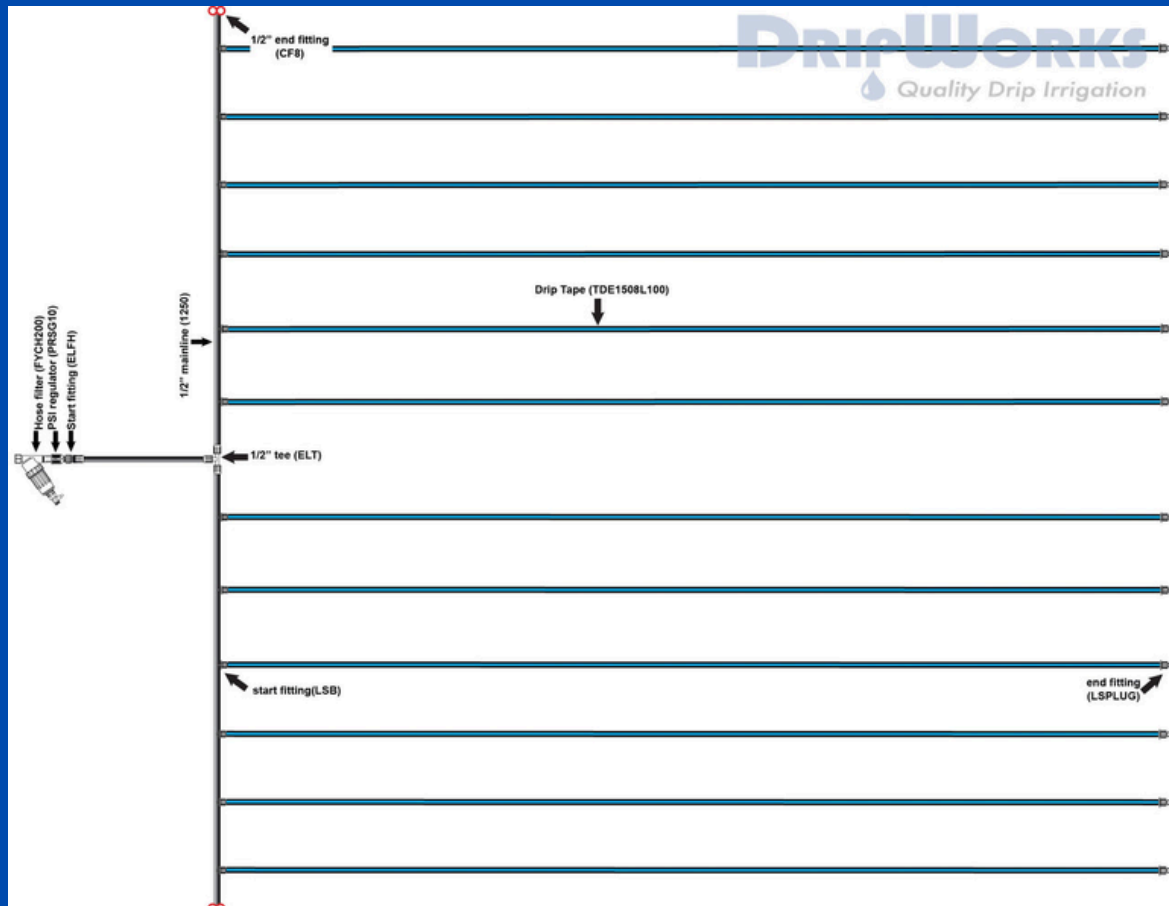 DRIPWORKS
Quality Drip Irrigation
1/2" end fitting
(CF8)
Drip Tape (TDE1508L100)
1/2" mainline (1250)
Hose filter (FYCH200)
PSI regulator (PRSG10)
Start fitting (ELFH)
1/2" tee (ELT)
start fitting(LSB)
end fitting
(LSPLUG)